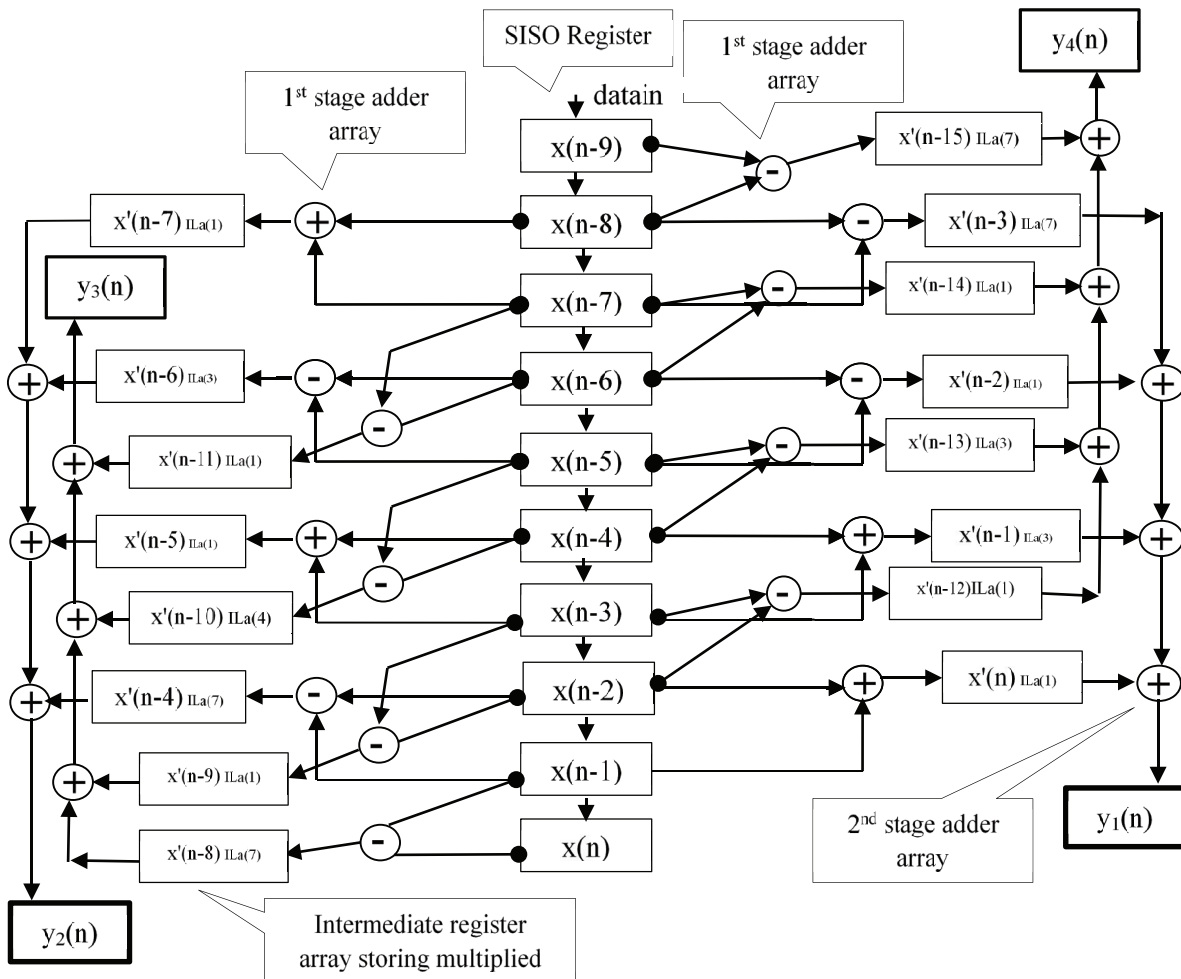 SISO Register
1st stage adder
array
y4(n)
1st stage adder
array
datain
x(n-9)
x'(n-15) ILa(7)
+
-
x'(n-7) ILa(1)
+
x(n-8)
-
x'(n-3) ILa(7)
y3(n)
x(n-7)
-
x'(n-14) ILa(1)
+
+
x'(n-6) ILa(3)
-
x(n-6)
-
x'(n-2) ILa(1)
+
-
+
x'(n-11) ILa(1)
x(n-5)
-
x'(n-13) ILa(3)
+
+
x'(n-5) ILa(1)
+
x(n-4)
+
x'(n-1) ILa(3)
+
-
+
x'(n-10) ILa(4)
x(n-3)
-
x'(n-12)ILa(1)
+
x'(n-4) ILa(7)
-
x(n-2)
+
x'(n) ILa(1)
+
-
+
x'(n-9) ILa(1)
x(n-1)
x'(n-8) ILa(7)
-
x(n)
2nd stage adder
array
y1(n)
y2(n)
Intermediate register
array storing multiplied